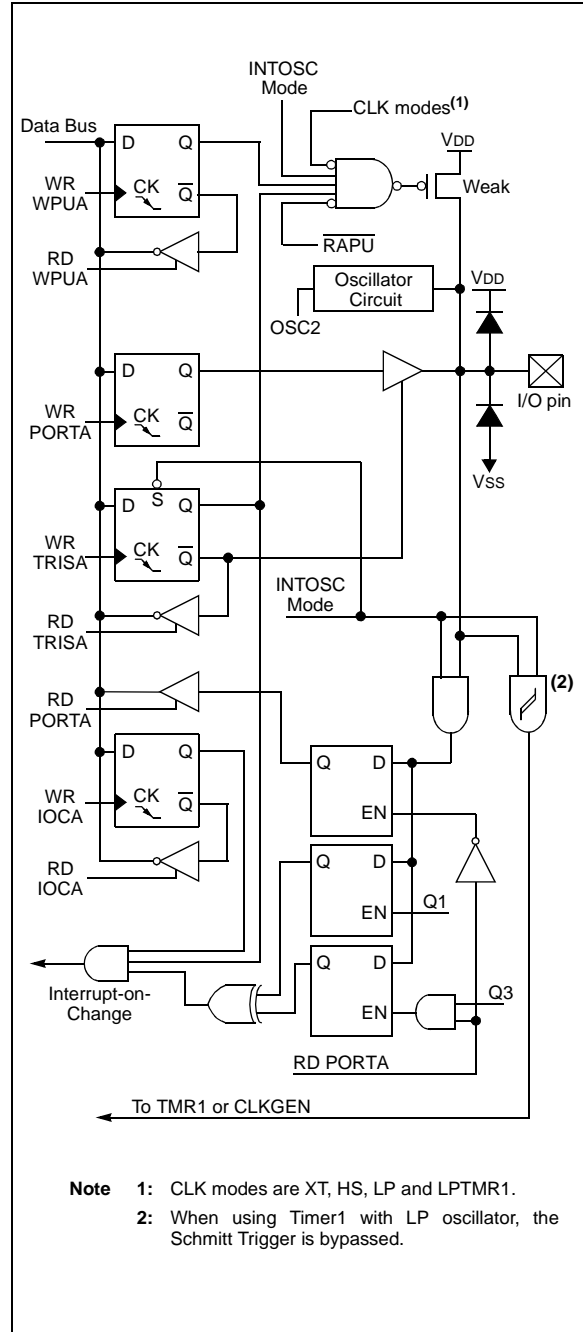 INTOSC
Mode
CLK modes(1)
Data Bus
VDD
D Q
WR
WPUA
CK Q
Weak
RD
WPUA
RAPU
Oscillator
Circuit
VDD
OSC2
D Q
I/O pin
WR
PORTA
CK Q
VSS
D S Q
WR
TRISA
CK Q
INTOSC
Mode
RD
TRISA
(2)
RD
PORTA
D Q
Q D
WR
IOCA
CK Q
EN
RD
IOCA
Q D
EN
Q1
Q D
Interrupt-on-
Change
EN
Q3
RD PORTA
To TMR1 or CLKGEN
Note 1: CLK modes are XT, HS, LP and LPTMR1.
2: When using Timer1 with LP oscillator, the
Schmitt Trigger is bypassed.